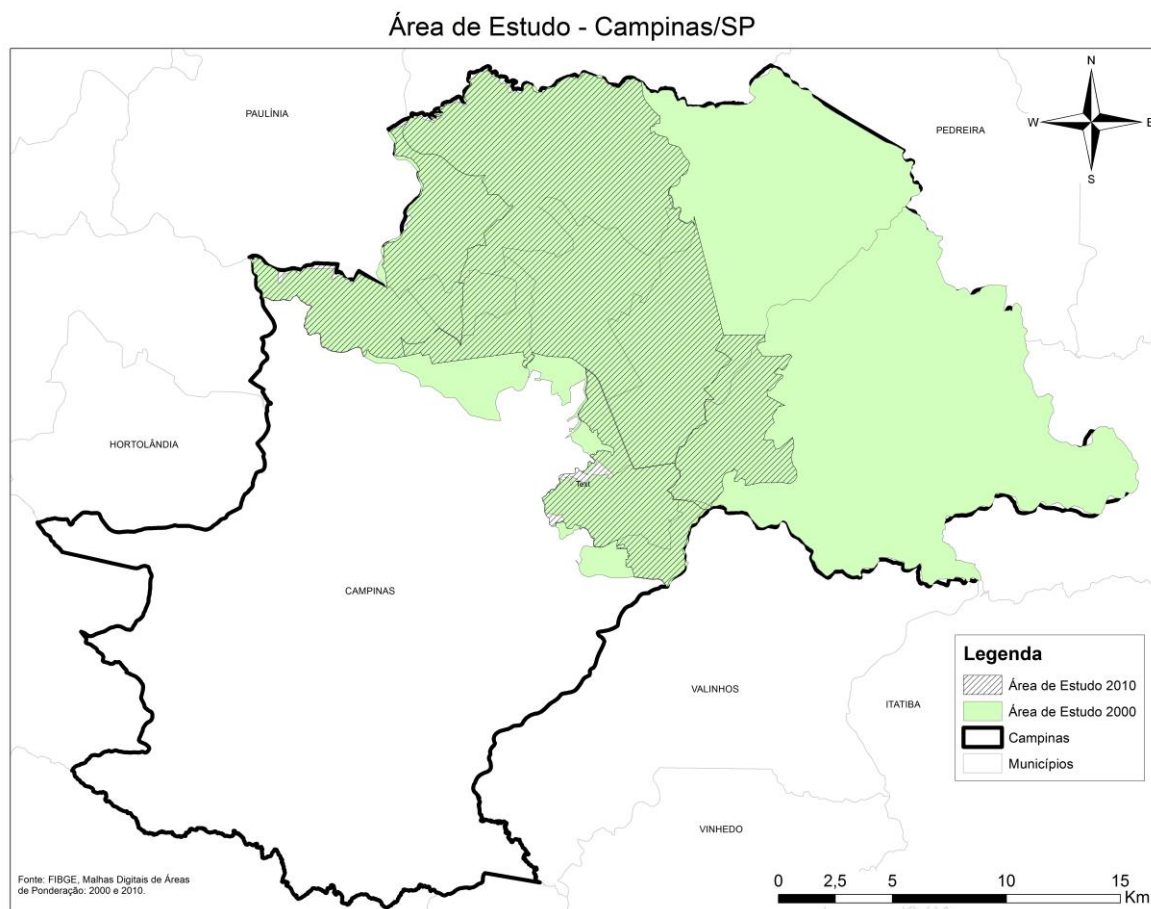 Área de Estudo - Campinas/SP
N
W
E
S
PAULÍNIA
PEDREIRA
HORTOLÂNDIA
Text
CAMPINAS
VALINHOS
ITATIBA
VINHEDO
Legenda
Área de Estudo 2010
Área de Estudo 2000
Campinas
Municípios
Fonte: FIBGE, Malhas Digitais de Áreas
de Ponderação: 2000 e 2010.
0 2,5 5 10 15
Km